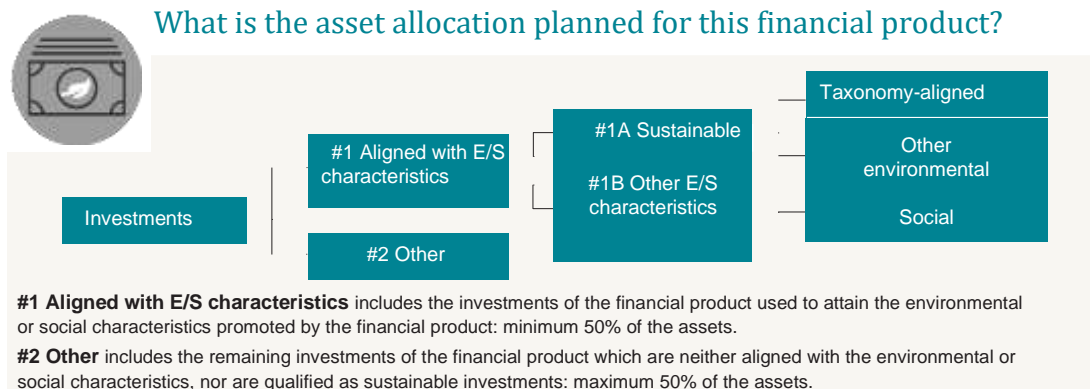 What is the asset allocation planned for this financial product?
Taxonomy-aligned
#1A Sustainable
Other
environmental
#1 Aligned with E/S
characteristics
#1B Other E/S
characteristics
Investments
Social
#2 Other
#1 Aligned with E/S characteristics includes the investments of the financial product used to attain the environmental
or social characteristics promoted by the financial product: minimum 50% of the assets.
#2 Other includes the remaining investments of the financial product which are neither aligned with the environmental or
social characteristics, nor are qualified as sustainable investments: maximum 50% of the assets.